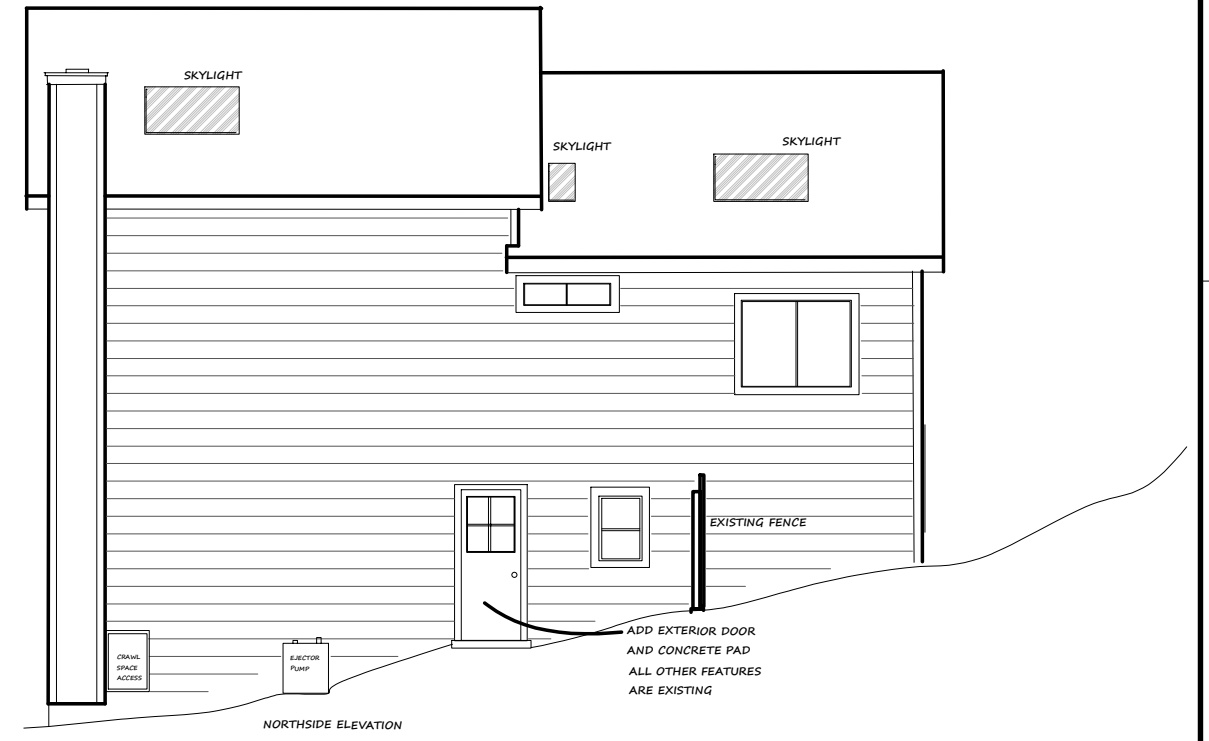 SKYLIGHT
SKYLIGHT
SKYLIGHT
EXISTING FENCE
ADD EXTERIOR DOOR
AND CONCRETE PAD
ALL OTHER FEATURES
ARE EXISTING
CRAWL
SPACE
ACCESS
EJECTOR
PUMP
NORTHSIDE ELEVATION